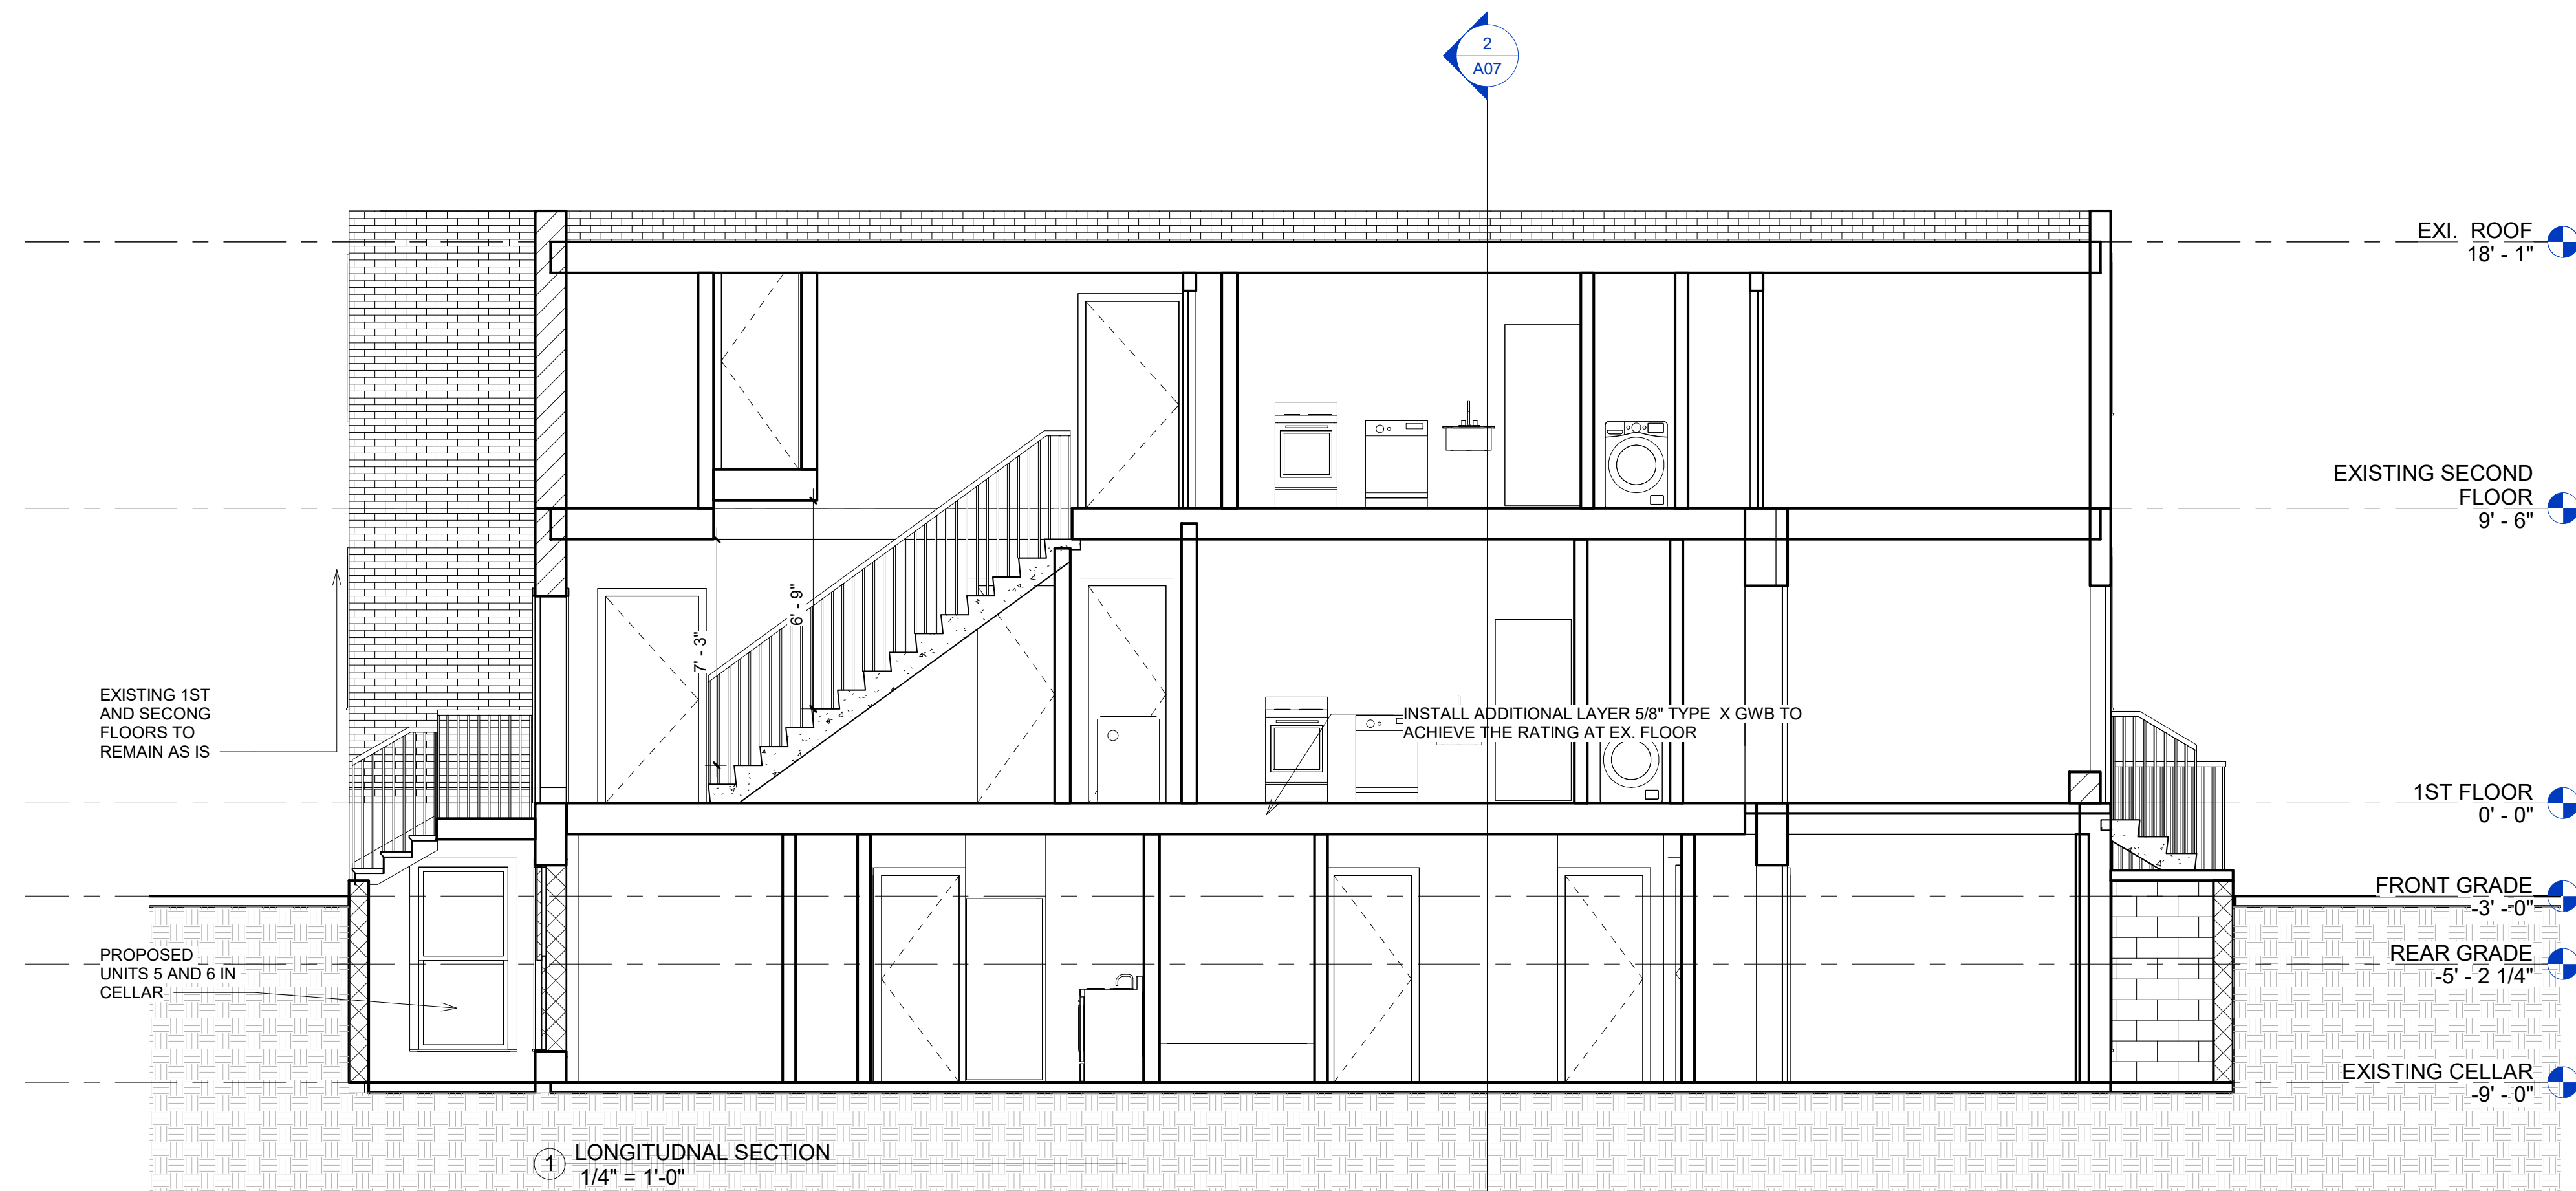 2
A07
EXI. ROOF
18' - 1"
EXISTING SECOND
FLOOR
9' - 6"
6' - 9"
7' - 3"
EXISTING 1ST
AND SECONG
FLOORS TO
REMAIN AS IS
INSTALL ADDITIONAL LAYER 5/8" TYPE X GWB TO
ACHIEVE THE RATING AT EX. FLOOR
1ST FLOOR
0' - 0"
FRONT GRADE
-3' - 0"
PROPOSED
UNITS 5 AND 6 IN
CELLAR
REAR GRADE
-5' - 2 1/4"
EXISTING CELLAR
-9' - 0"
1
LONGITUDNAL SECTION
1/4" = 1'-0"